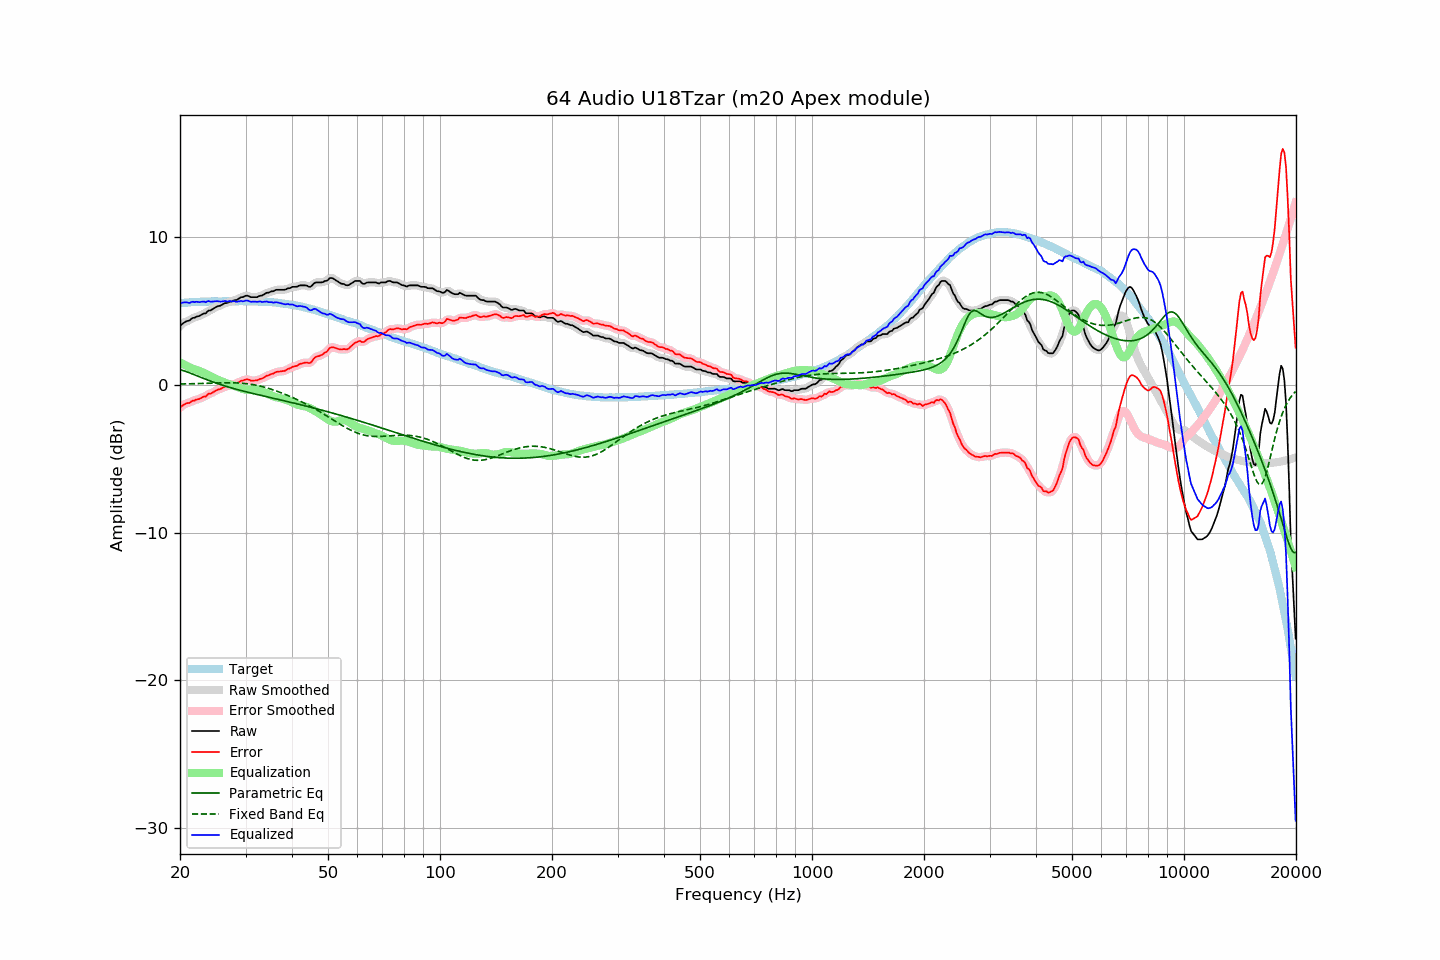 64 Audio U18Tzar (m20 Apex module)
Amplitude (dBr)
10
0
−10
−20
−30
Target
Raw Smoothed
Error Smoothed
Raw
Error
Equalization
Parametric Eq
Fixed Band Eq
Equalized
20 50 100 200 500 1000 2000 5000 10000 20000
Frequency (Hz)